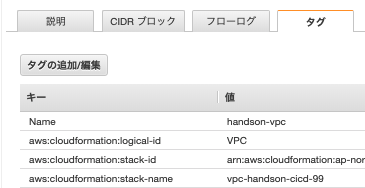 説明 CIDR ブロック フローログ タグ
タグの追加/編集
キー 値
Name handson-vpc
aws:cloudformation:logical-id VPC
aws:cloudformation:stack-id arn:aws:cloudformation:ap-nor
aws:cloudformation:stack-name vpc-handson-cicd-99